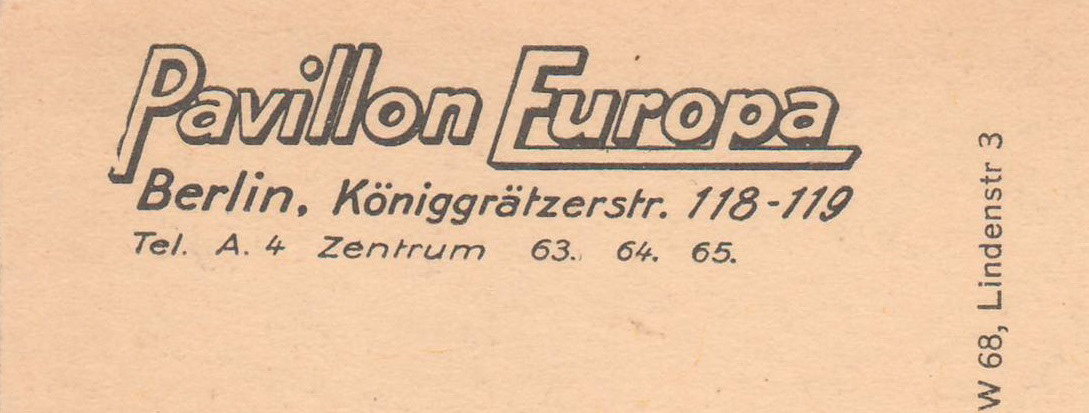 Pavillon Europa
Berlin, Königgrätzerstr. 118-119
Tel. A. 4 Zentrum 63. 64. 65.
W 68, Lindenstr 3